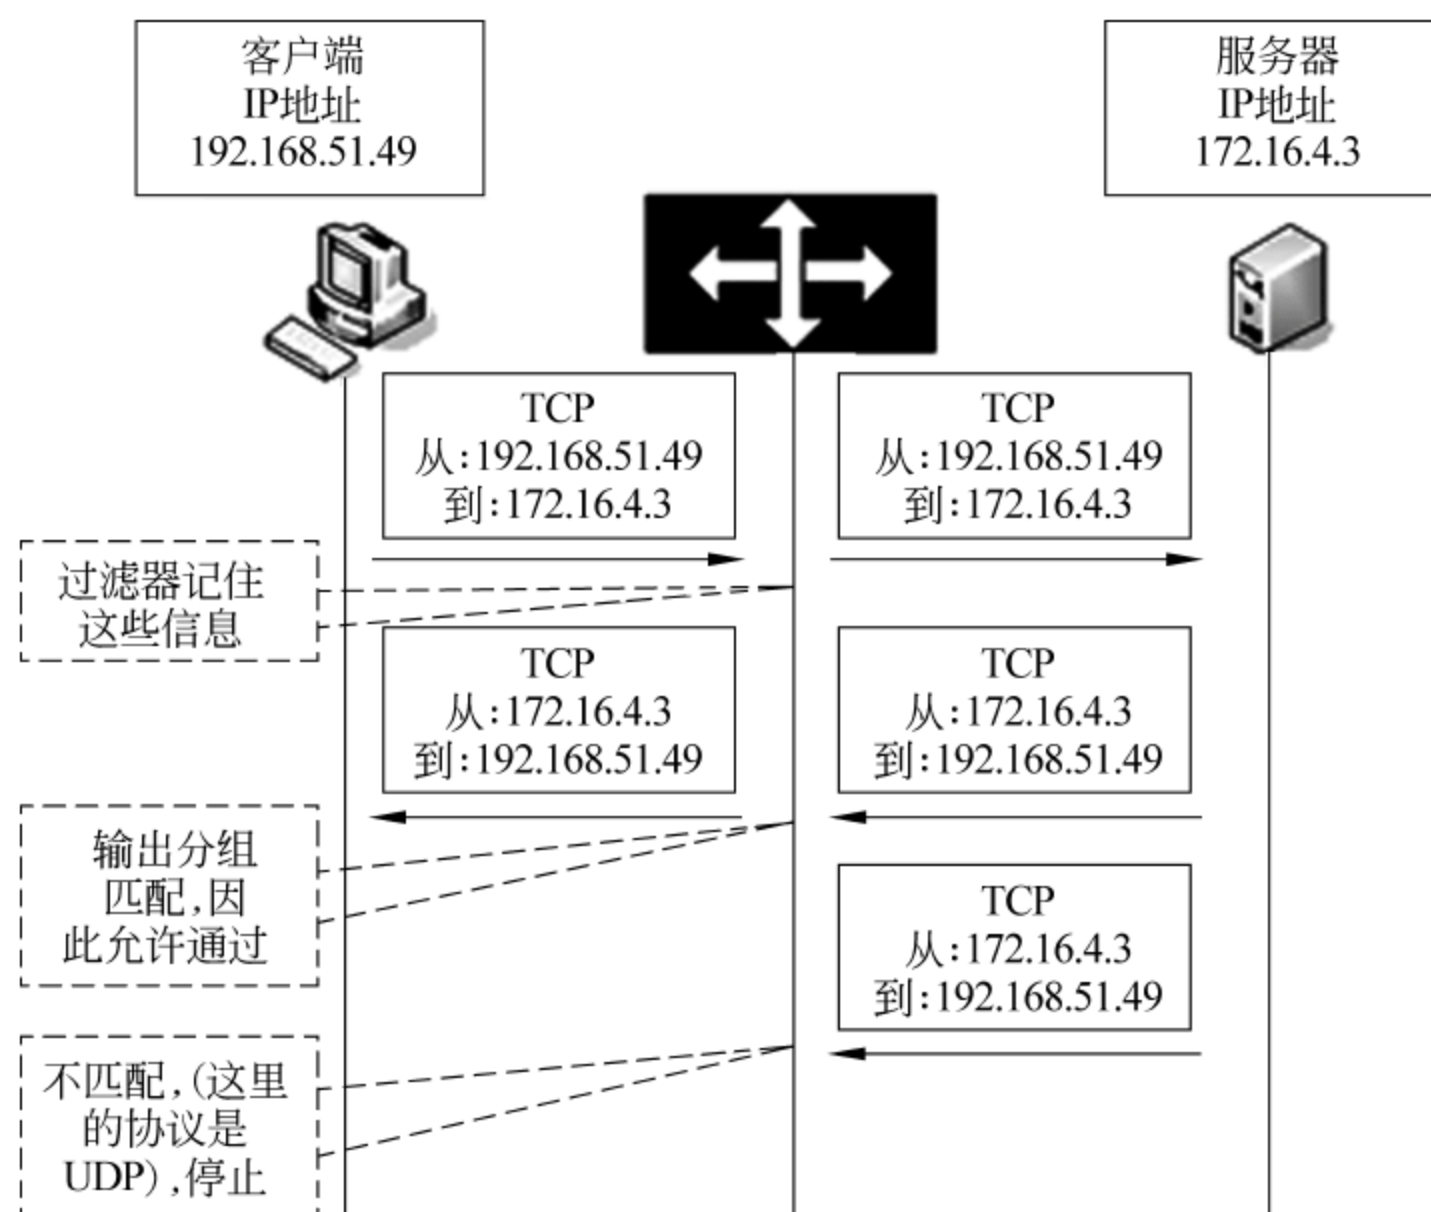 客户端
IP地址
192.168.51.49
服务器
IP地址
172.16.4.3
TCP
从:192.168.51.49
到:172.16.4.3
TCP
从:192.168.51.49
到:172.16.4.3
过滤器记住
这些信息
TCP
从:172.16.4.3
到:192.168.51.49
TCP
从:172.16.4.3
到:192.168.51.49
输出分组
匹配,因
此允许通过
TCP
从:172.16.4.3
到:192.168.51.49
不匹配,(这里
的协议是
UDP),停止